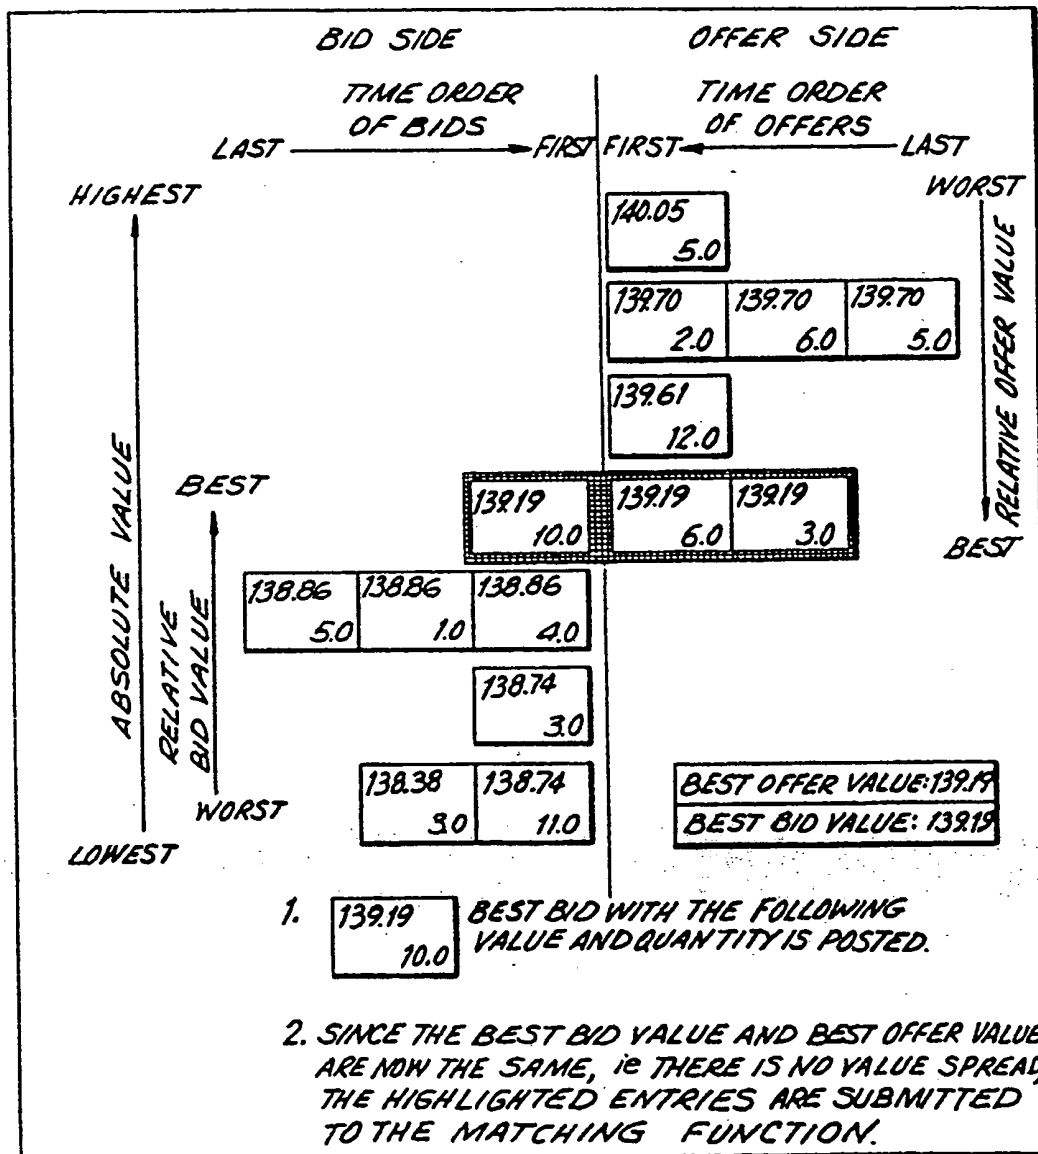 BID SIDE
OFFER SIDE
TIME ORDER
OF BIDS
TIME ORDER
OF OFFERS
LAST
FIRST
FIRST
LAST
HIGHEST
WORST
140.05
5.0
139.70
139.70
139.70
2.0
6.0
5.0
139.61
12.0
RELATIVE OFFER VALUE
ABSOLUTE VALUE
BEST
139.19
139.19
139.19
10.0
6.0
3.0
BEST
RELATIVE
BID VALUE
138.86
138.86
138.86
5.0
1.0
4.0
138.74
3.0
138.38
138.74
3.0
11.0
WORST
LOWEST
BEST OFFER VALUE: 139.19
BEST BID VALUE: 139.19
1.
139.19
10.0
BEST BID WITH THE FOLLOWING
VALUE AND QUANTITY IS POSTED.
2. SINCE THE BEST BID VALUE AND BEST OFFER VALUE
ARE NOW THE SAME, ie THERE IS NO VALUE SPREAD,
THE HIGHLIGHTED ENTRIES ARE SUBMITTED
TO THE MATCHING FUNCTION.